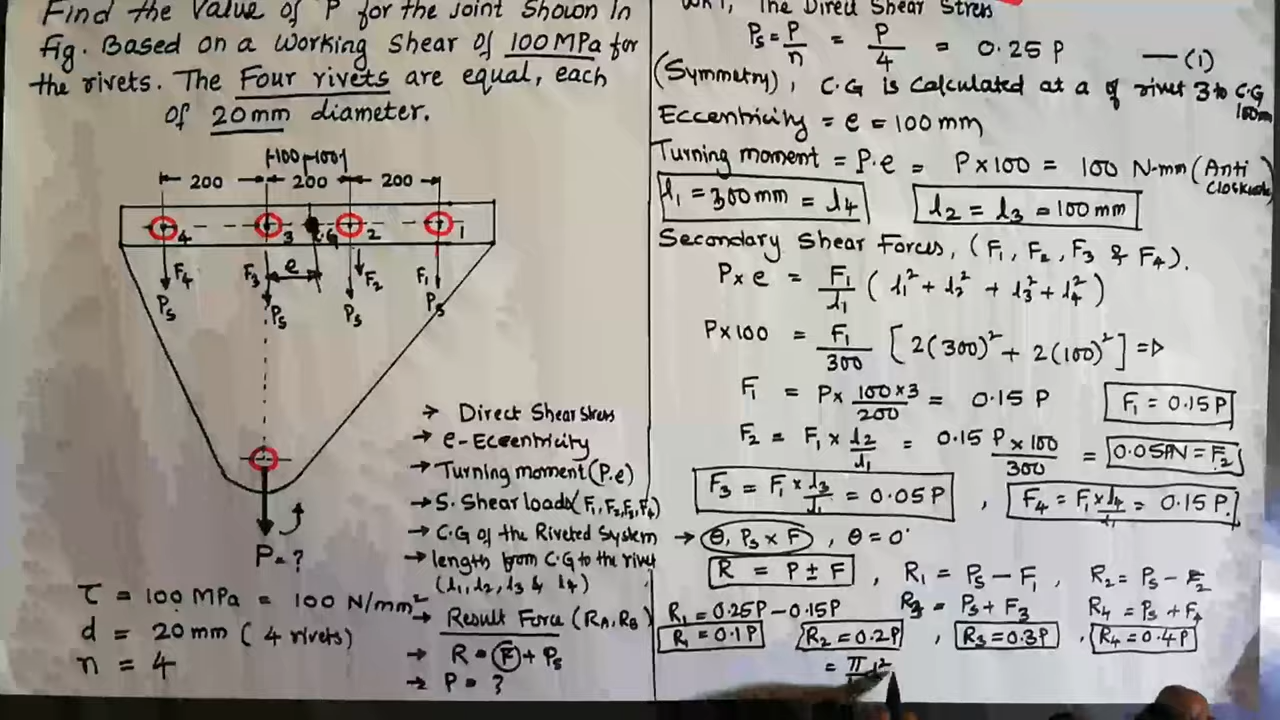 Find the Value of P for the Joint Shown In
Fig. Based on a Working Shear of 100 MPa for
the rivets. The Four rivets are equal, each
of 20mm diameter.
100 100
200 200 200
4 3 CG 2 1
F4 F3 e F2 F1
Ps Ps Ps Ps
P = ?
τ = 100 MPa = 100 N/mm²
d = 20mm (4 rivets)
n = 4
→ Direct Shear Stress
→ e-Eccentricity
→ Turning moment (P.e)
→ S. Shear loads (F1, F2, F3, F4)
→ C.G of the Riveted System
→ length from C.G to the rivet
(l1, l2, l3 & l4)
→ Result Force (RA, RB)
→ R = F + Ps
→ P = ?
WKT, The Direct Shear Stress
Ps = P/n = P/4 = 0.25 P —(1)
(Symmetry), C.G is Calculated at a of rivet 3 to C.G
100m
Eccentricity = e = 100 mm
Turning moment = P.e = P×100 = 100 N-mm (Anti
Clockwise)
l1 = 300mm = l4 l2 = l3 = 100 mm
Secondary Shear Forces, (F1, F2, F3 & F4).
P×e = F1/l1 (l1² + l2² + l3² + l4²)
P×100 = F1/300 [2(300)² + 2(100)²] ⇒
F1 = P× 100×3/200 = 0.15 P F1 = 0.15 P
F2 = F1 × l2/l1 = 0.15 P×100/300 = 0.05PN = F2
F3 = F1 × l3/l1 = 0.05 P , F4 = F1×l4/l1 = 0.15 P.
→ θ, Ps × F , θ = 0°
R = P ± F , R1 = Ps − F1 , R2 = Ps − F2
R1 = 0.25P − 0.15P R3 = Ps + F3 R4 = Ps + F4
R1 = 0.1P R2 = 0.2P , R3 = 0.3P , R4 = 0.4P
= π d²